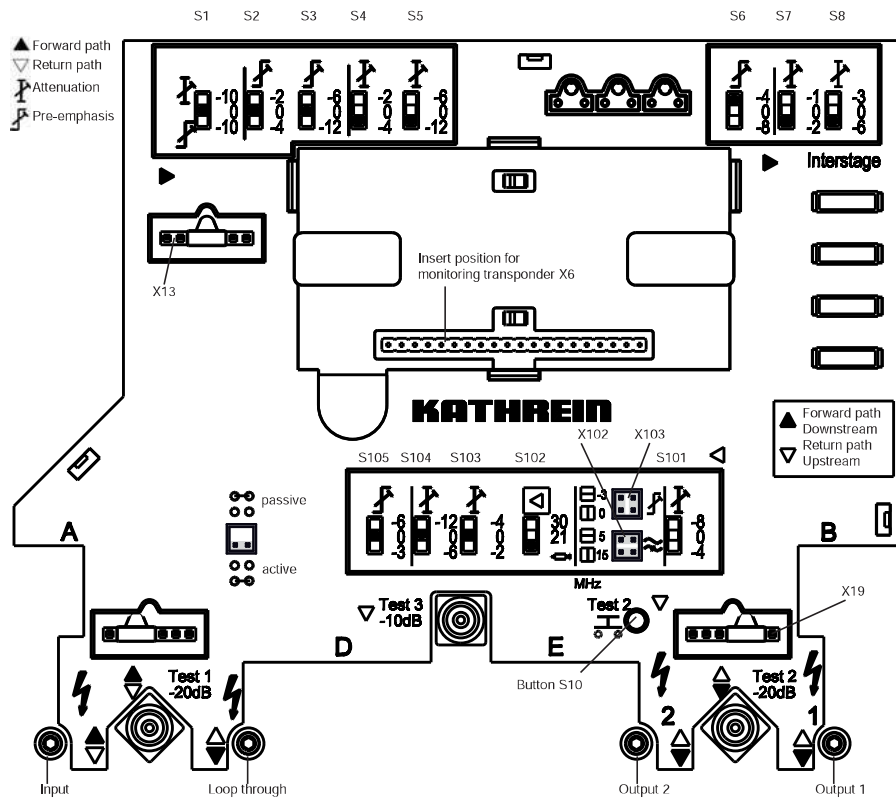 S1 S2 S3 S4 S5 S6 S7 S8
Forward path
Return path
Attenuation
Pre-emphasis
-10 0 -10
-2 0 -4
-6 0 -12
-2 0 -4
-6 0 -12
-4 0 -8
-1 0 -2
-3 0 -6
Interstage
X13
Insert position for
monitoring transponder X6
KATHREIN
Forward path
Downstream
Return path
Upstream
X102 X103
S105 S104 S103 S102 S101
-6 0 -3
-12 0 -6
-4 0 -2
30
21
-3
0
5
15
-8 0 -4
MHz
passive
active
A
B
Test 3
-10dB
Test 2
X19
D
E
Button S10
Test 1
-20dB
Test 2
-20dB
2
1
Input
Loop through
Output 2
Output 1